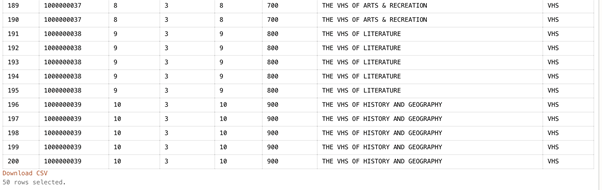 189 1000000037 8 3 8 700 THE VHS OF ARTS & RECREATION VHS
190 1000000037 8 3 8 700 THE VHS OF ARTS & RECREATION VHS
191 1000000038 9 3 9 800 THE VHS OF LITERATURE VHS
192 1000000038 9 3 9 800 THE VHS OF LITERATURE VHS
193 1000000038 9 3 9 800 THE VHS OF LITERATURE VHS
194 1000000038 9 3 9 800 THE VHS OF LITERATURE VHS
195 1000000038 9 3 9 800 THE VHS OF LITERATURE VHS
196 1000000039 10 3 10 900 THE VHS OF HISTORY AND GEOGRAPHY VHS
197 1000000039 10 3 10 900 THE VHS OF HISTORY AND GEOGRAPHY VHS
198 1000000039 10 3 10 900 THE VHS OF HISTORY AND GEOGRAPHY VHS
199 1000000039 10 3 10 900 THE VHS OF HISTORY AND GEOGRAPHY VHS
200 1000000039 10 3 10 900 THE VHS OF HISTORY AND GEOGRAPHY VHS
Download CSV
50 rows selected.